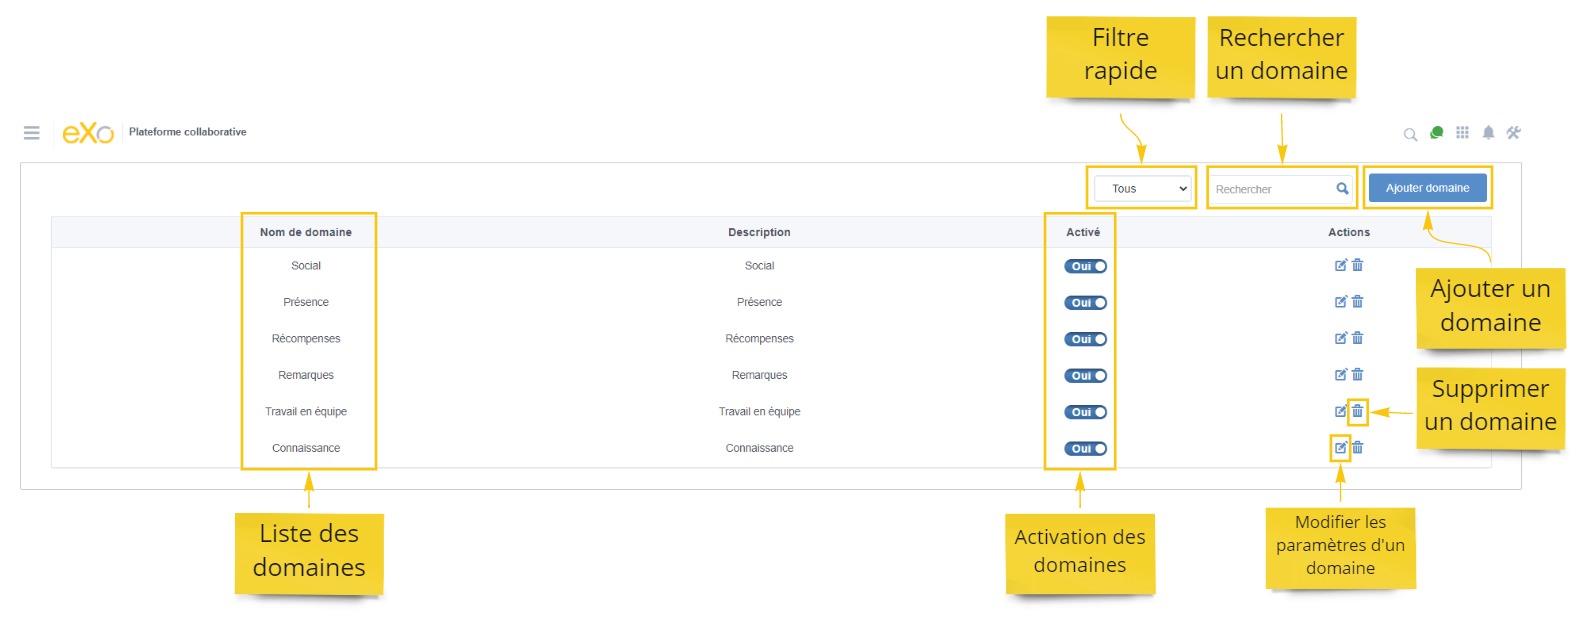 Filtre
rapide
Rechercher
un domaine
eXo
Plateforme collaborative
Tous
Rechercher
Ajouter domaine
Nom de domaine Description Activé Actions
Social Social Oui
Présence Présence Oui
Récompenses Récompenses Oui
Remarques Remarques Oui
Travail en équipe Travail en équipe Oui
Connaissance Connaissance Oui
Ajouter un
domaine
Supprimer
un domaine
Liste des
domaines
Activation des
domaines
Modifier les
paramètres d'un
domaine